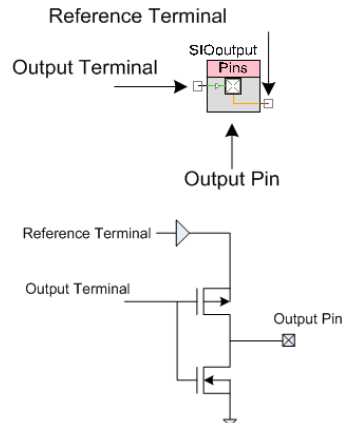 Reference Terminal
SIOoutput
Output Terminal
Pins
Output Pin
Reference Terminal
Output Terminal
Output Pin